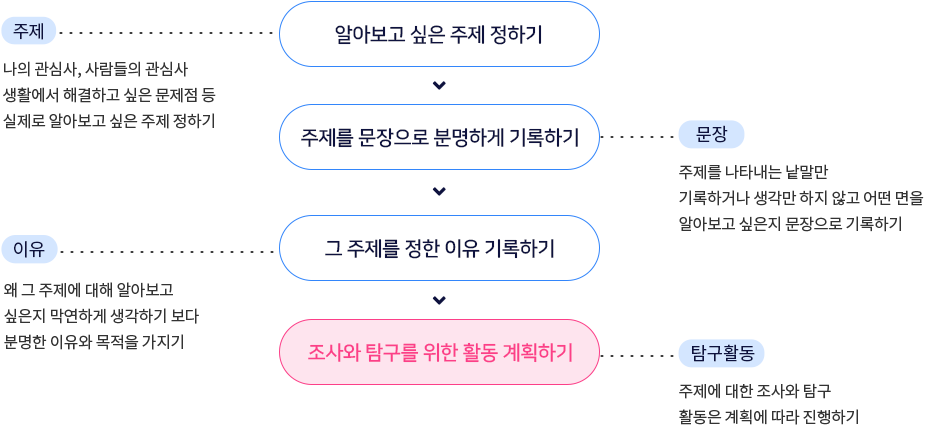 주제
알아보고 싶은 주제 정하기
나의 관심사, 사람들의 관심사
생활에서 해결하고 싶은 문제점 등
실제로 알아보고 싶은 주제 정하기
주제를 문장으로 분명하게 기록하기
문장
주제를 나타내는 낱말만
기록하거나 생각만 하지 않고 어떤 면을
알아보고 싶은지 문장으로 기록하기
이유
그 주제를 정한 이유 기록하기
왜 그 주제에 대해 알아보고
싶은지 막연하게 생각하기 보다
분명한 이유와 목적을 가지기
조사와 탐구를 위한 활동 계획하기
탐구활동
주제에 대한 조사와 탐구
활동은 계획에 따라 진행하기